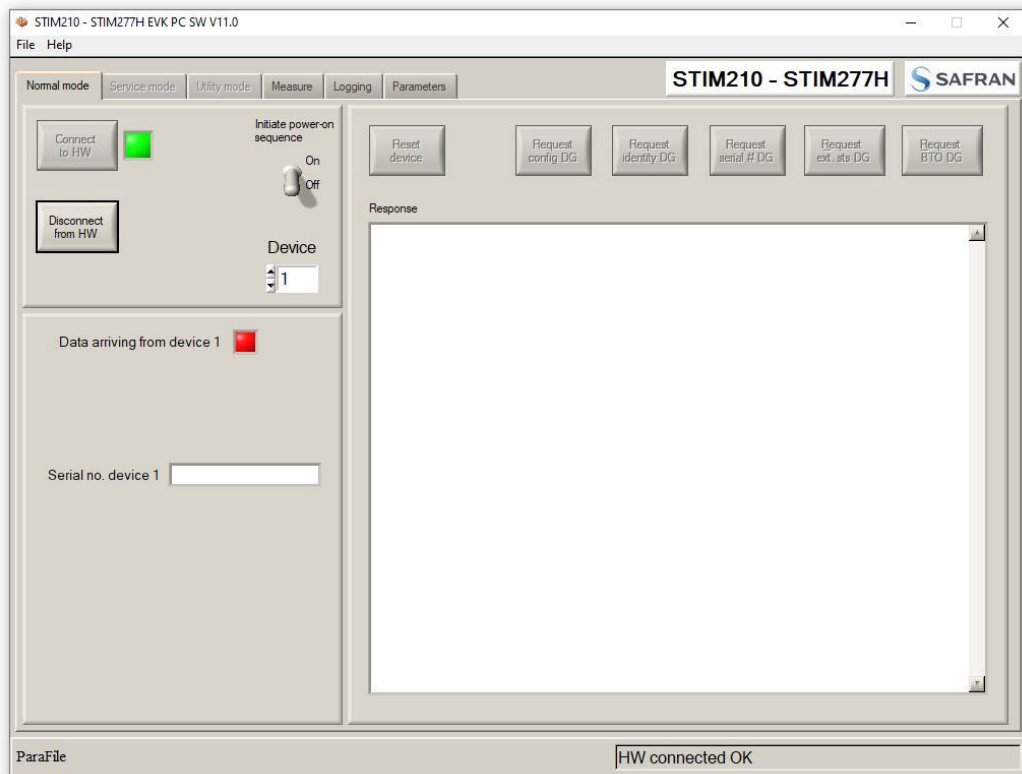 STIM210 - STIM277H EVK PC SW V11.0
File Help
Normal mode Service mode Utility mode Measure Logging Parameters
STIM210 - STIM277H
SAFRAN
Connect
to HW
Initiate power-on
sequence
On
Off
Disconnect
from HW
Device
1
Reset
device
Request
config DG
Request
identity DG
Request
serial # DG
Request
ext. sts DG
Request
BTO DG
Response
Data arriving from device 1
Serial no. device 1
ParaFile
HW connected OK